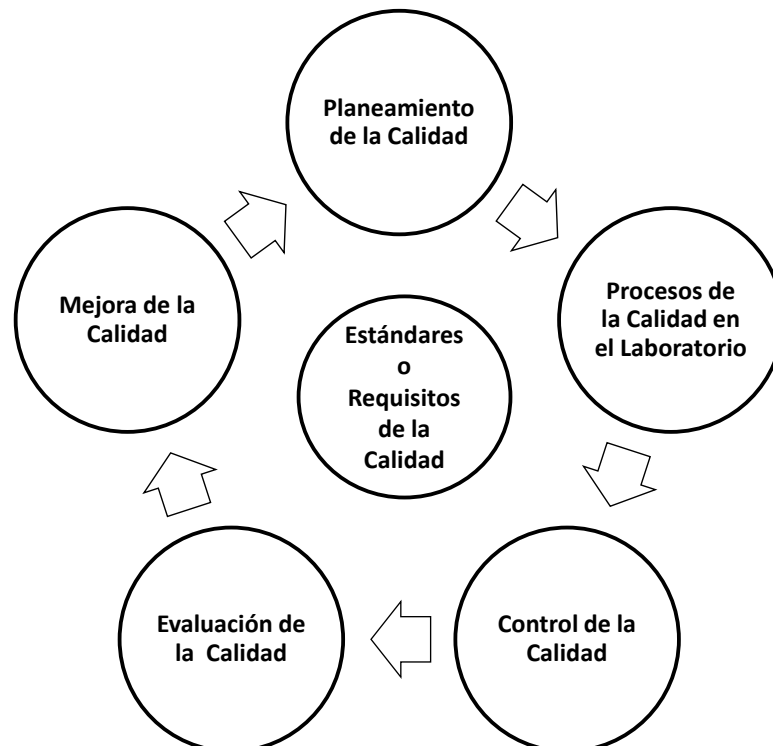 Planeamiento
de la Calidad
Procesos de
la Calidad en
el Laboratorio
Control de la
Calidad
Evaluación de
la Calidad
Mejora de la
Calidad
Estándares
o
Requisitos
de la
Calidad